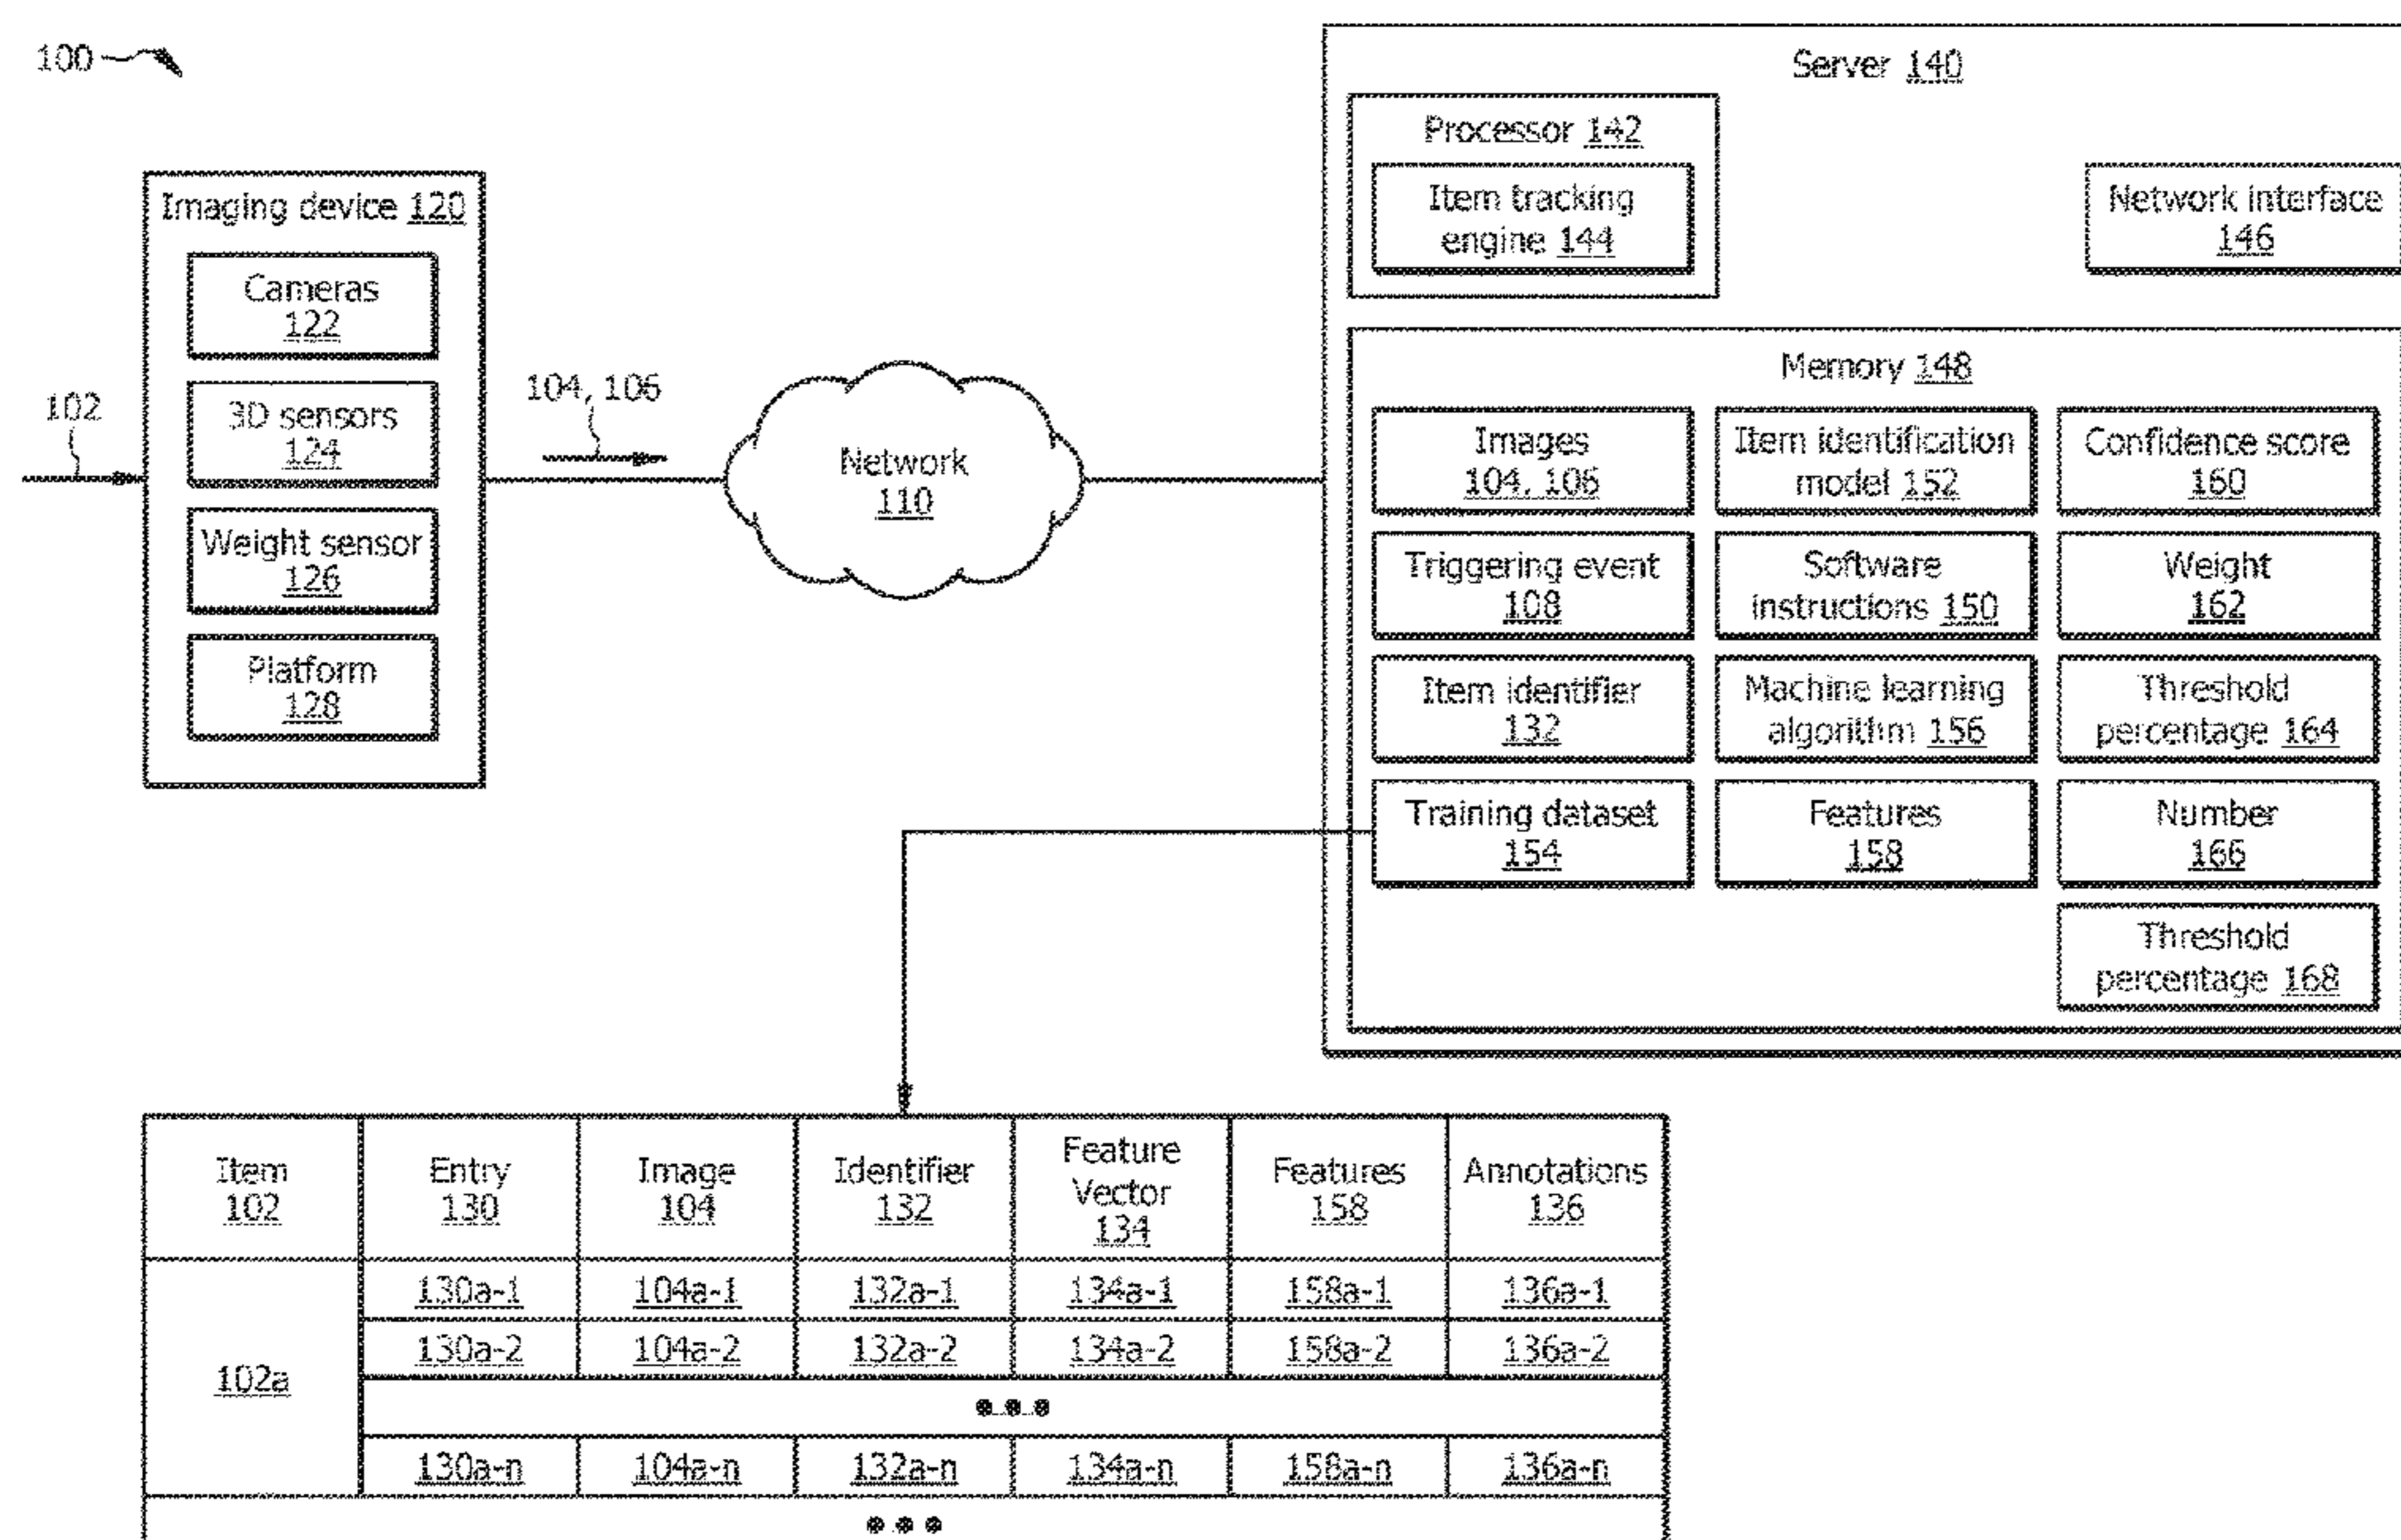 100
Server 140
Processor 142
Item tracking
engine 144
Network interface
146
Imaging device 120
Cameras
122
3D sensors
124
Weight sensor
126
Platform
128
102
104, 106
Network
110
Memory 148
Images
104, 106
Item identification
model 152
Confidence score
160
Triggering event
108
Software
instructions 150
Weight
162
Item identifier
132
Machine learning
algorithm 156
Threshold
percentage 164
Training dataset
154
Features
158
Number
166
Threshold
percentage 168
Item
102
Entry
130
Image
104
Identifier
132
Feature
Vector
134
Features
158
Annotations
136
102a
130a-1 104a-1 132a-1 134a-1 158a-1 136a-1
130a-2 104a-2 132a-2 134a-2 158a-2 136a-2
130a-n 104a-n 132a-n 134a-n 158a-n 136a-n